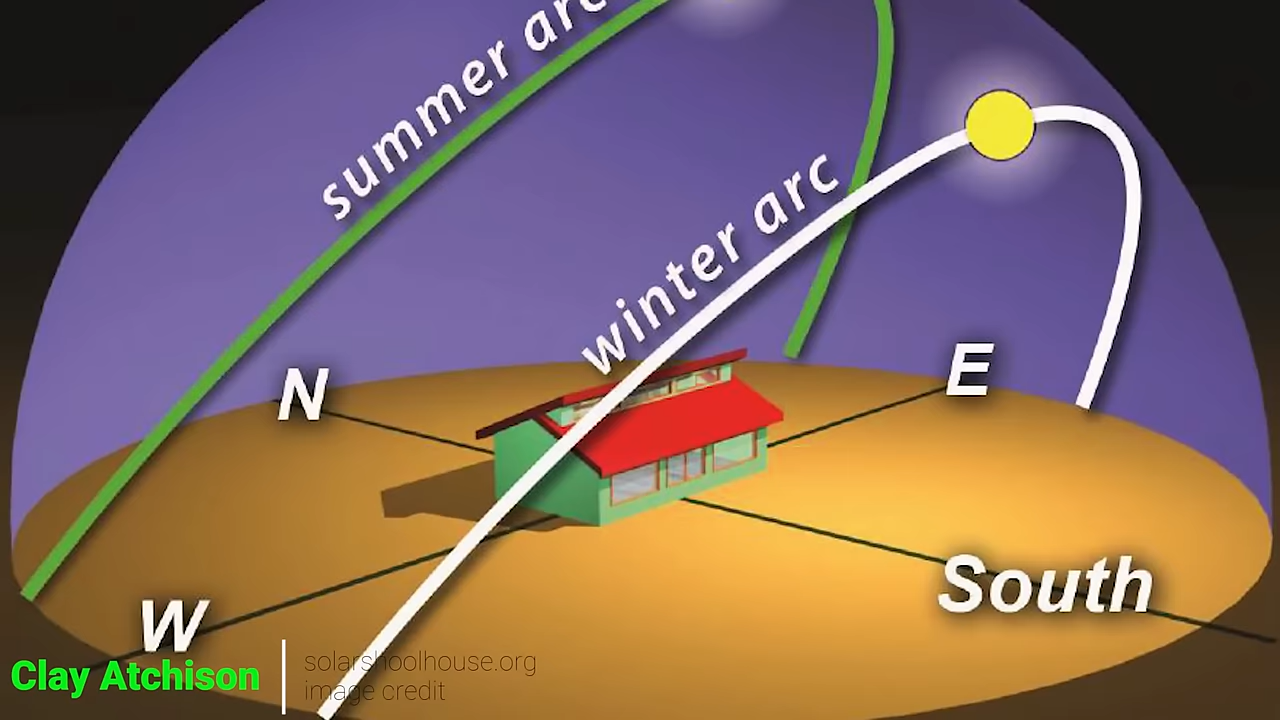 summer arc
winter arc
N
E
South
W
Clay Atchison
solarshoolhouse.org
image credit